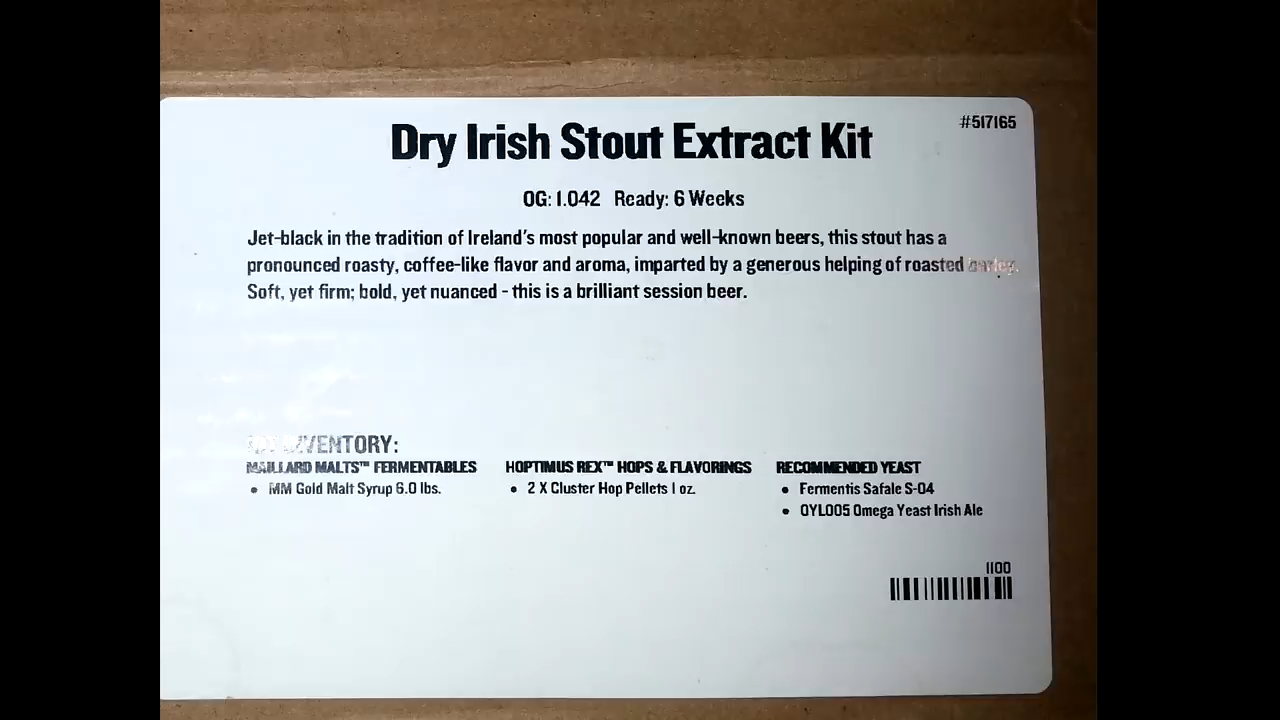 #517165
Dry Irish Stout Extract Kit
OG: 1.042 Ready: 6 Weeks
Jet-black in the tradition of Ireland's most popular and well-known beers, this stout has a
pronounced roasty, coffee-like flavor and aroma, imparted by a generous helping of roasted barley.
Soft, yet firm; bold, yet nuanced - this is a brilliant session beer.
INVENTORY:
MAILLARD MALTS™ FERMENTABLES
• MM Gold Malt Syrup 6.0 lbs.
HOPTIMUS REX™ HOPS & FLAVORINGS
• 2 X Cluster Hop Pellets 1 oz.
RECOMMENDED YEAST
• Fermentis Safale S-04
• OYL005 Omega Yeast Irish Ale
1100